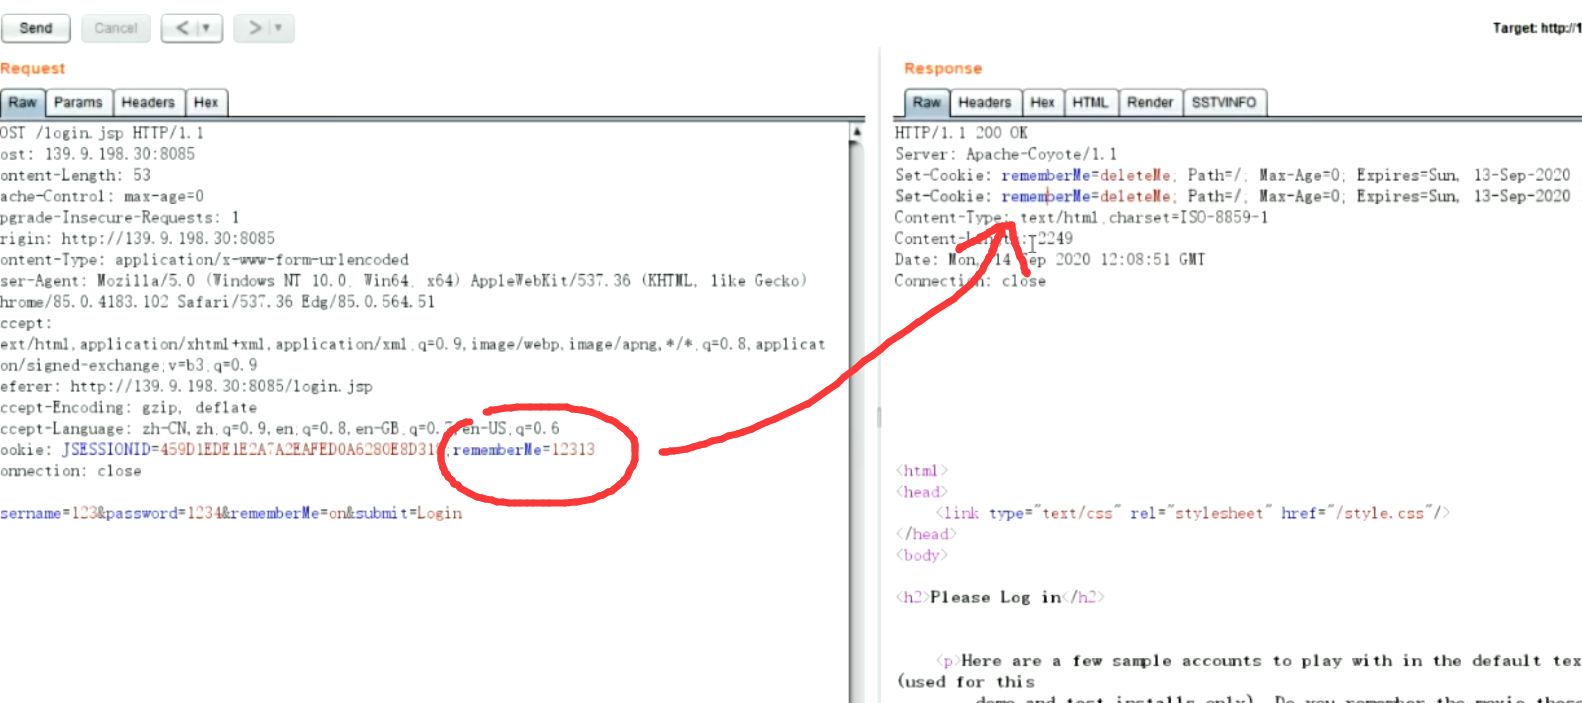 Send Cancel < > Target: http://1
Request
Raw Params Headers Hex
OST /login.jsp HTTP/1.1
ost: 139.9.198.30:8085
ontent-Length: 53
ache-Control: max-age=0
pgrade-Insecure-Requests: 1
rigin: http://139.9.198.30:8085
ontent-Type: application/x-www-form-urlencoded
ser-Agent: Mozilla/5.0 (Windows NT 10.0; Win64; x64) AppleWebKit/537.36 (KHTML, like Gecko)
hrome/85.0.4183.102 Safari/537.36 Edg/85.0.564.51
ccept:
ext/html,application/xhtml+xml,application/xml;q=0.9,image/webp,image/apng,*/*;q=0.8,applicat
on/signed-exchange;v=b3;q=0.9
eferer: http://139.9.198.30:8085/login.jsp
ccept-Encoding: gzip, deflate
ccept-Language: zh-CN,zh;q=0.9,en;q=0.8,en-GB;q=0.7,en-US;q=0.6
ookie: JSESSIONID=459D1EDE1E2A7A2EAFED0A6280E8D31 ;rememberMe=12313
onnection: close
sername=123&password=1234&rememberMe=on&submit=Login
Response
Raw Headers Hex HTML Render SSTVINFO
HTTP/1.1 200 OK
Server: Apache-Coyote/1.1
Set-Cookie: rememberMe=deleteMe; Path=/; Max-Age=0; Expires=Sun, 13-Sep-2020
Set-Cookie: rememberMe=deleteMe; Path=/; Max-Age=0; Expires=Sun, 13-Sep-2020
Content-Type: text/html;charset=ISO-8859-1
Content-Length: 2249
Date: Mon, 14 Sep 2020 12:08:51 GMT
Connection: close
<html>
<head>
<link type="text/css" rel="stylesheet" href="/style.css"/>
</head>
<body>
<h2>Please Log in</h2>
<p>Here are a few sample accounts to play with in the default tex
(used for this